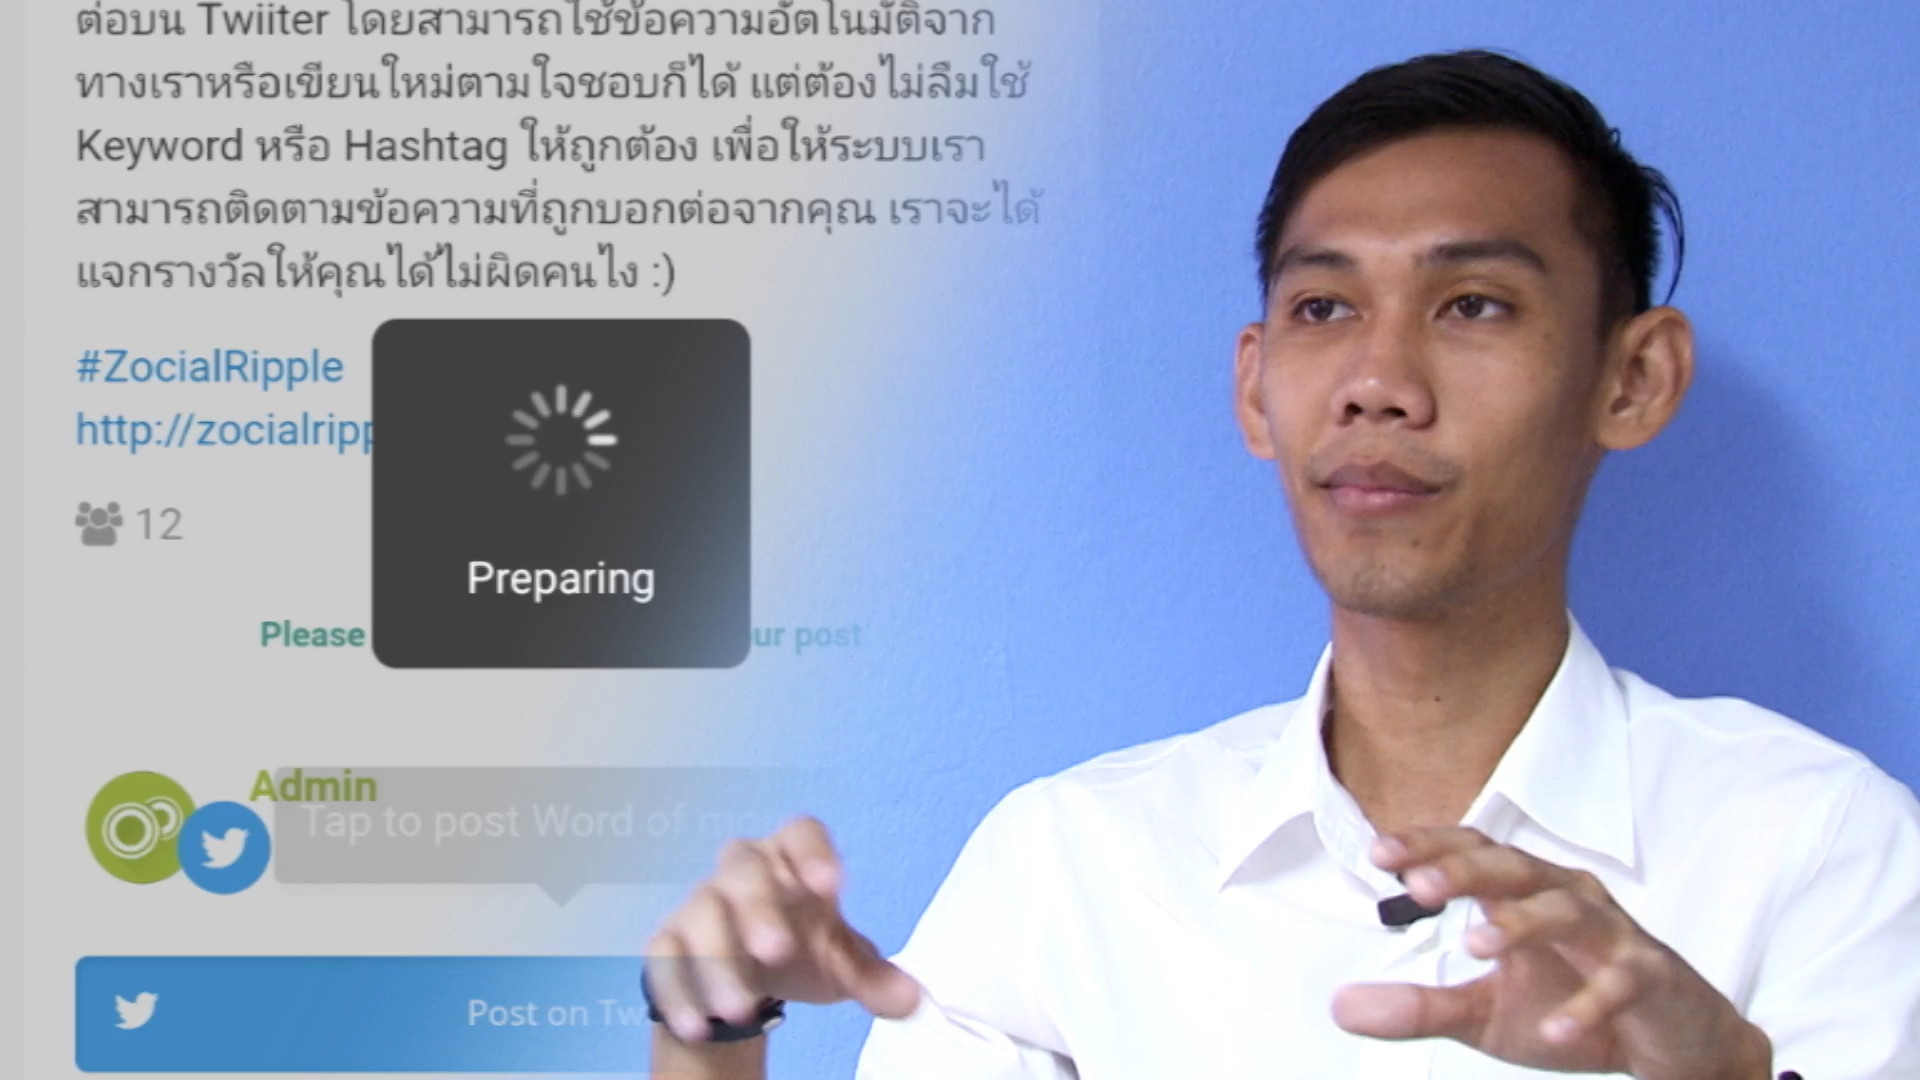 ต่อบน Twiiter โดยสามารถใช้ข้อความอัตโนมัติจาก
ทางเราหรือเขียนใหม่ตามใจชอบก็ได้ แต่ต้องไม่ลืมใช้
Keyword หรือ Hashtag ให้ถูกต้อง เพื่อให้ระบบเรา
สามารถติดตามข้อความที่ถูกบอกต่อจากคุณ เราจะได้
แจกรางวัลให้คุณได้ไม่ผิดคนไง :)
#ZocialRipple
http://zocialripp
12
Preparing
Please our post
Admin
Tap to post Word of
Post on Tw